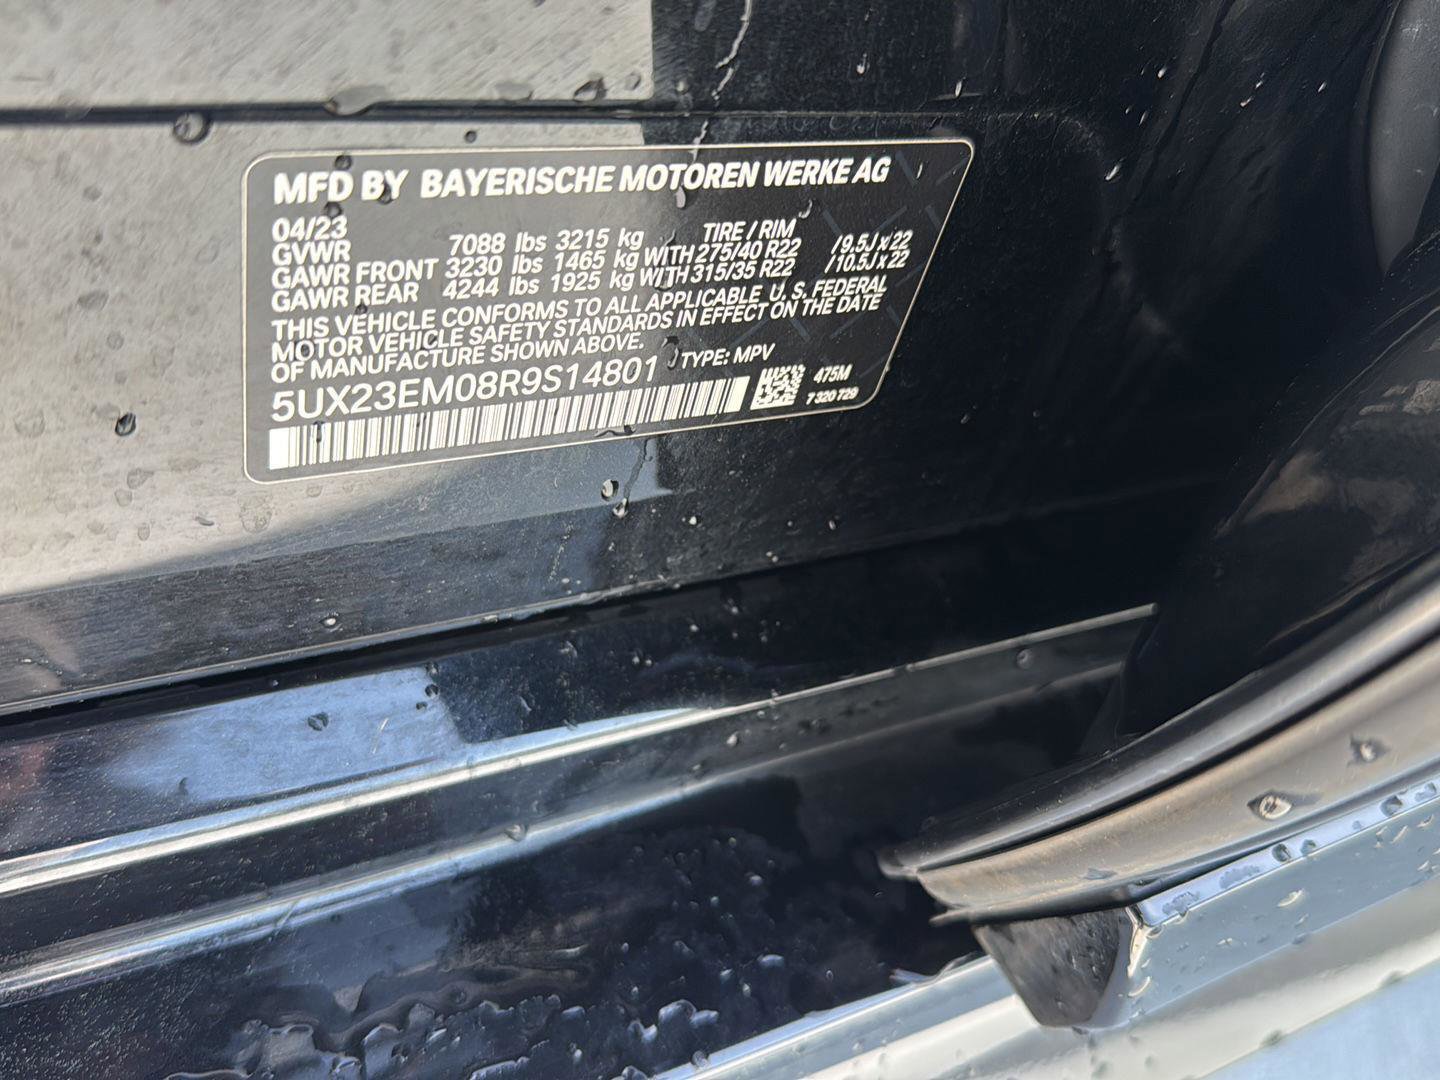 MFD BY BAYERISCHE MOTOREN WERKE AG
04/23 TIRE / RIM
GVWR 7088 lbs 3215 kg
GAWR FRONT 3230 lbs 1465 kg WITH 275/40 R22 /9.5J x 22
GAWR REAR 4244 lbs 1925 kg WITH 315/35 R22 /10.5J x 22
THIS VEHICLE CONFORMS TO ALL APPLICABLE U. S. FEDERAL
MOTOR VEHICLE SAFETY STANDARDS IN EFFECT ON THE DATE
OF MANUFACTURE SHOWN ABOVE.
5UX23EM08R9S14801 TYPE: MPV
475M
7 320 729